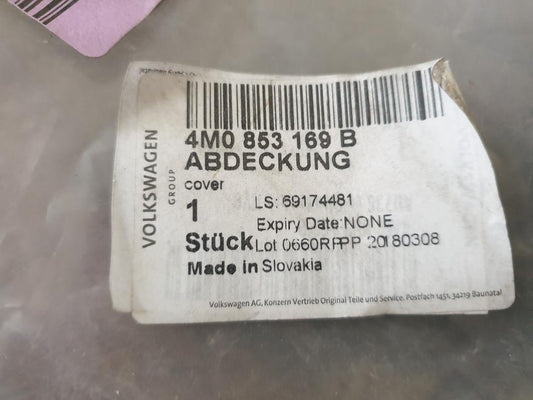 VOLKSWAGEN
GROUP
4M0 853 169 B
ABDECKUNG
cover
1 LS: 69174481
Expiry Date:NONE
Stück Lot 0660RPPP 20180308
Made in Slovakia
Volkswagen AG, Konzern Vertrieb Original Teile und Service, Postfach 1451, 34219 Baunatal